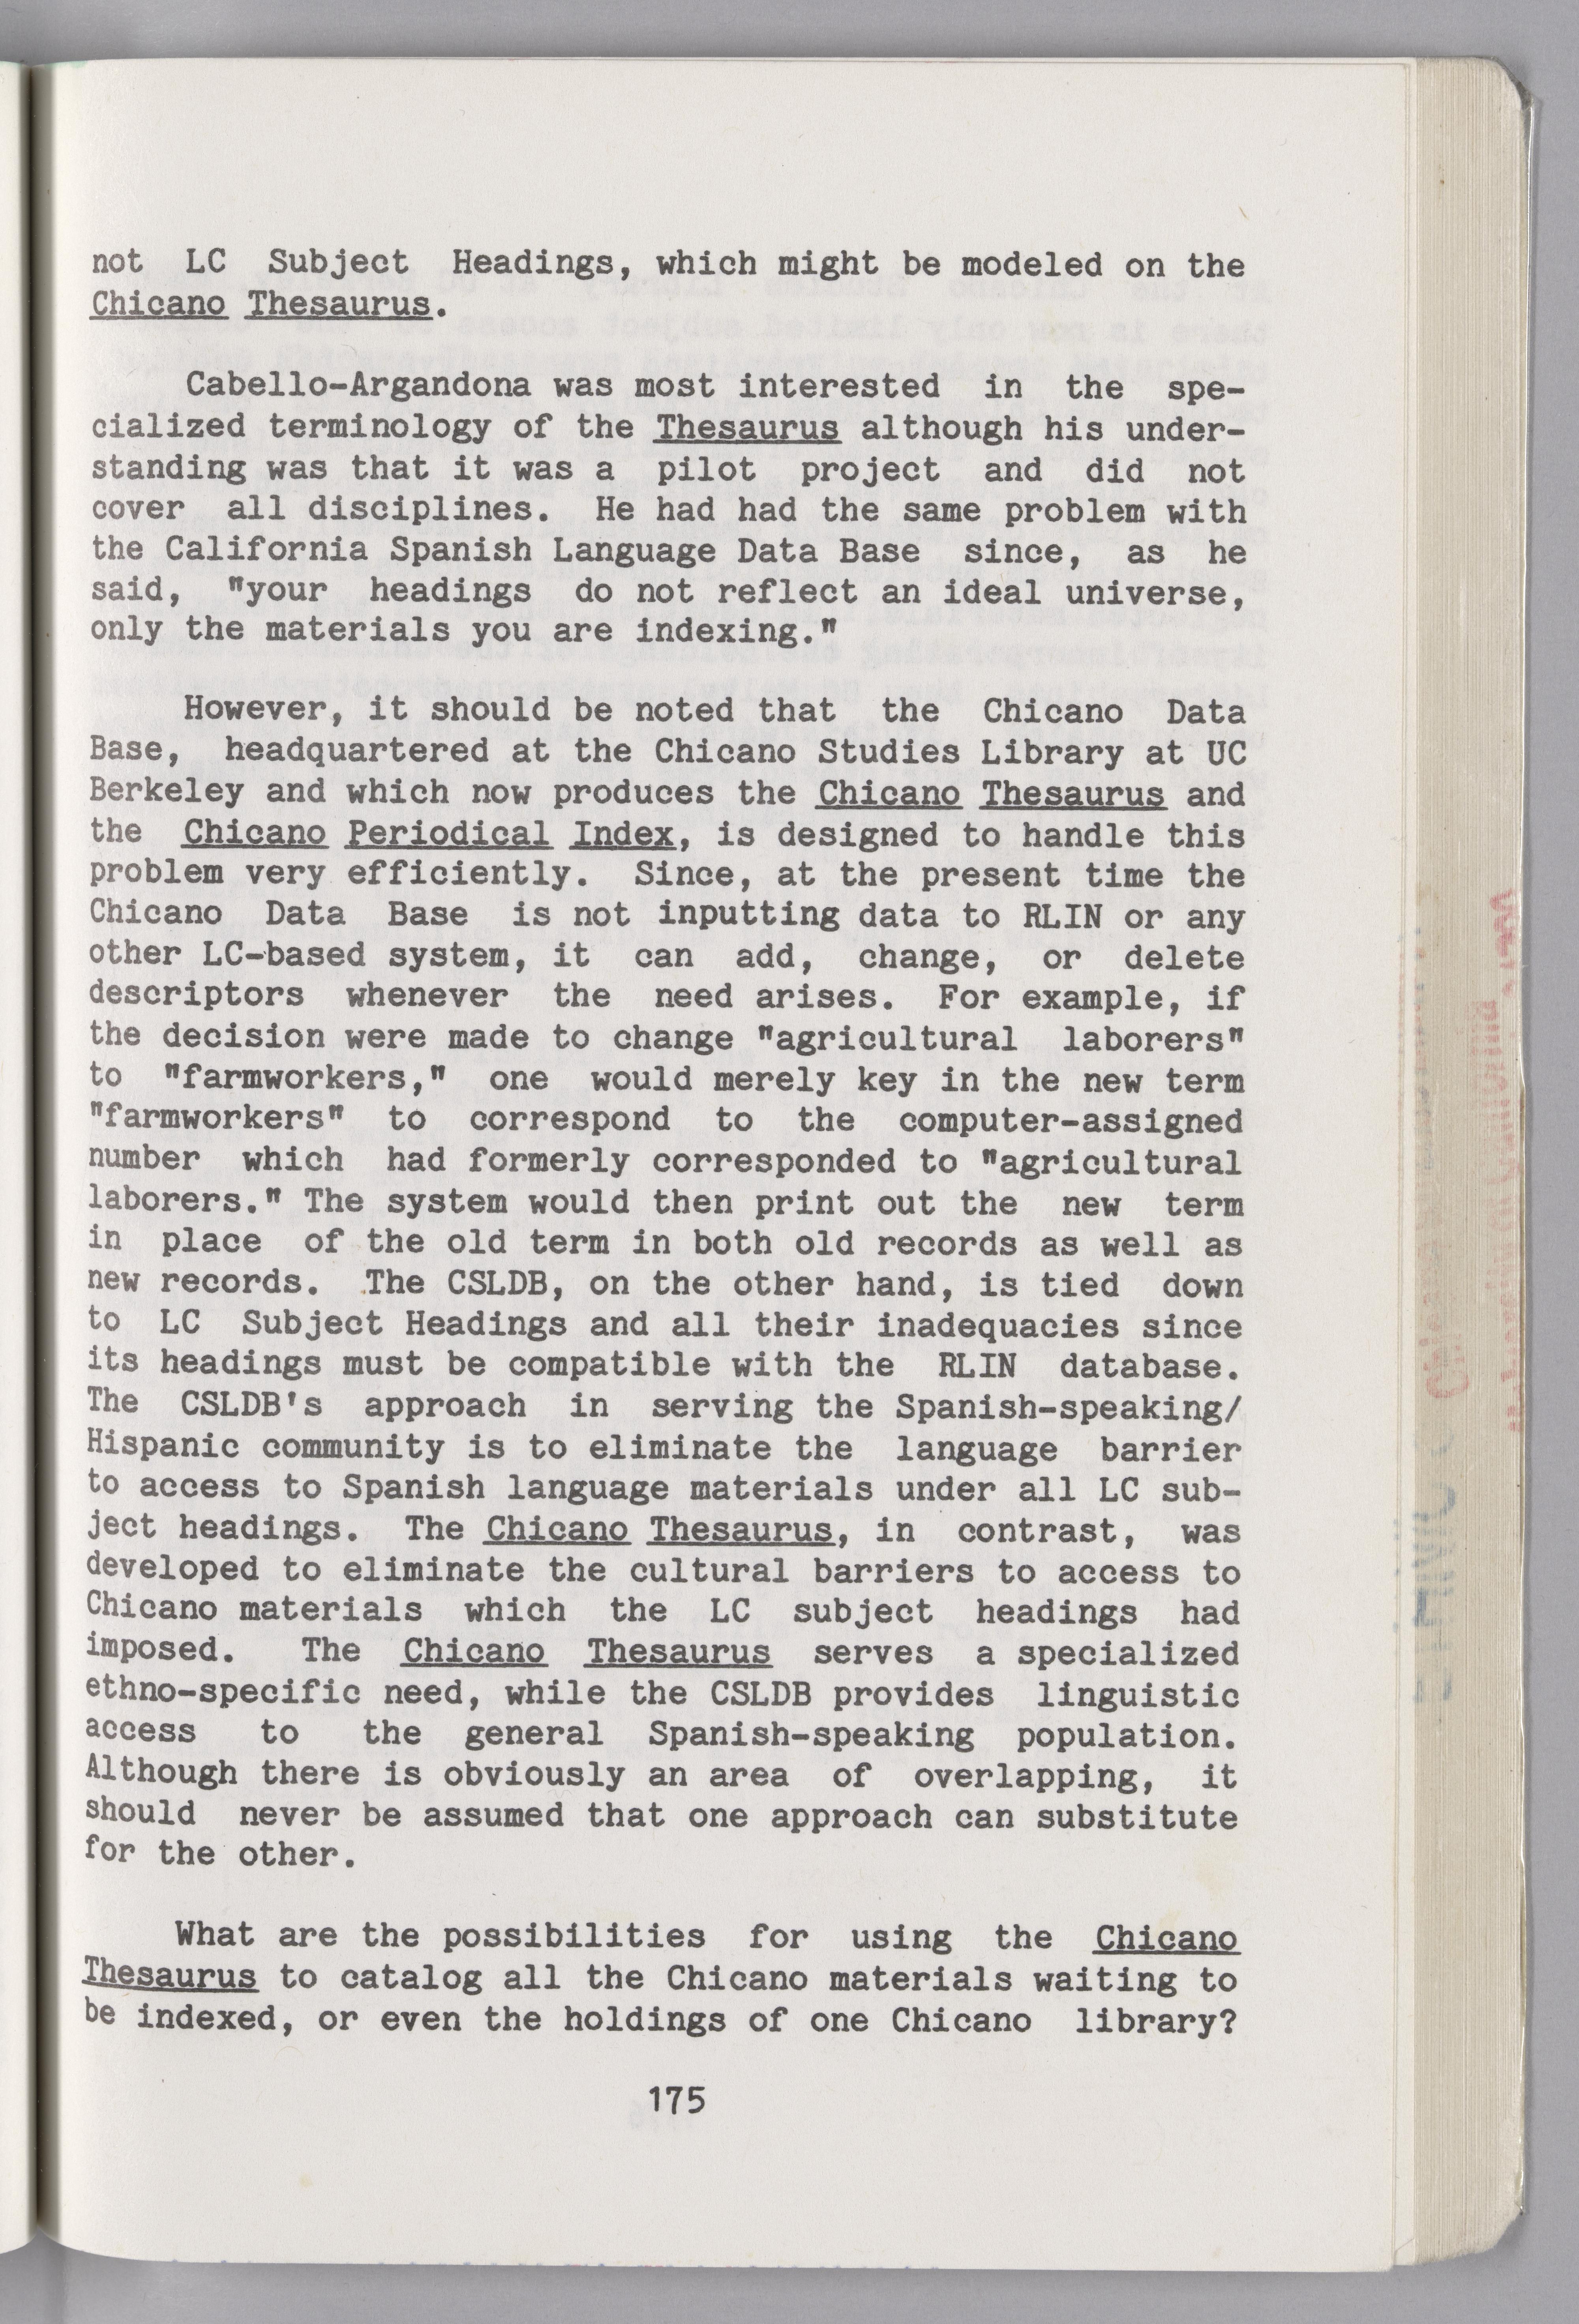 not LC Subject Headings, which might be modeled on the
Chicano Thesaurus.
Cabello-Argandona was most interested in the spe-
cialized terminology of the Thesaurus although his under-
standing was that it was a pilot project and did not
cover all disciplines. He had had the same problem with
the California Spanish Language Data Base since, as he
said, "your headings do not reflect an ideal universe,
only the materials you are indexing."
However, it should be noted that the Chicano Data
Base, headquartered at the Chicano Studies Library at UC
Berkeley and which now produces the Chicano Thesaurus and
the Chicano Periodical Index, is designed to handle this
problem very efficiently. Since, at the present time the
Chicano Data Base is not inputting data to RLIN or any
other LC-based system, it can add, change, or delete
descriptors whenever the need arises. For example, if
the decision were made to change "agricultural laborers"
to "farmworkers," one would merely key in the new term
"farmworkers" to correspond to the computer-assigned
number which had formerly corresponded to "agricultural
laborers." The system would then print out the new term
in place of the old term in both old records as well as
new records. The CSLDB, on the other hand, is tied down
to LC Subject Headings and all their inadequacies since
its headings must be compatible with the RLIN database.
The CSLDB's approach in serving the Spanish-speaking/
Hispanic community is to eliminate the language barrier
to access to Spanish language materials under all LC sub-
ject headings. The Chicano Thesaurus, in contrast, was
developed to eliminate the cultural barriers to access to
Chicano materials which the LC subject headings had
imposed. The Chicano Thesaurus serves a specialized
ethno-specific need, while the CSLDB provides linguistic
access to the general Spanish-speaking population.
Although there is obviously an area of overlapping, it
should never be assumed that one approach can substitute
for the other.
What are the possibilities for using the Chicano
Thesaurus to catalog all the Chicano materials waiting to
be indexed, or even the holdings of one Chicano library?
175